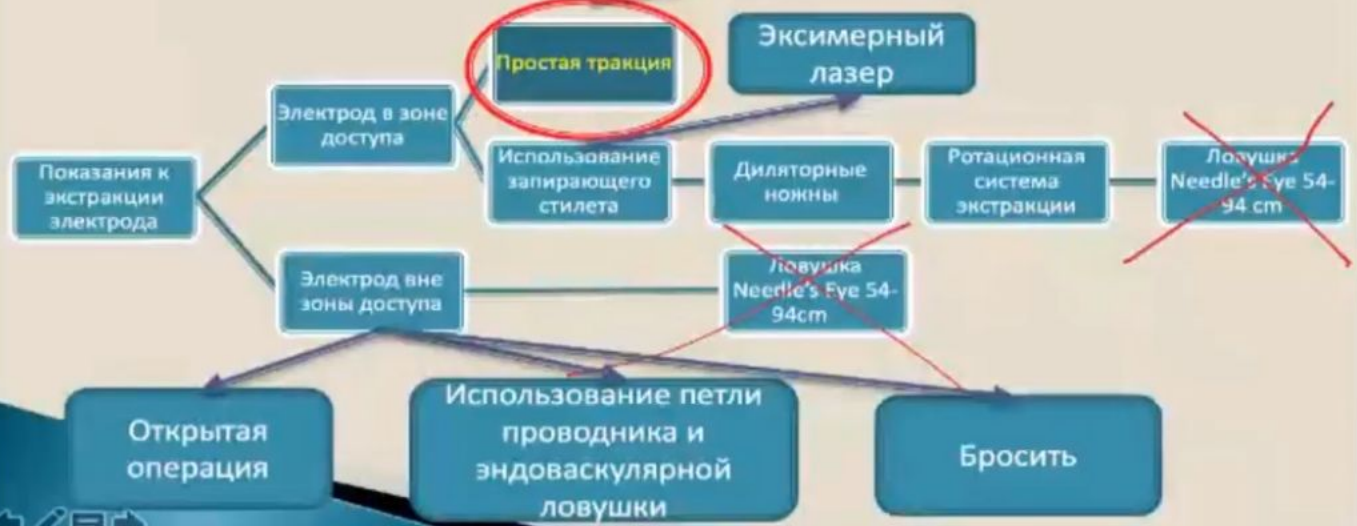 Простая тракция
Эксимерный
лазер
Электрод в зоне
доступа
Показания к
экстракции
электрода
Использование
запирающего
стилета
Диляторные
ножны
Ротационная
система
экстракции
Ловушка
Needle's Eye 54-
94 cm
Электрод вне
зоны доступа
Ловушка
Needle's Eye 54-
94cm
Открытая
операция
Использование петли
проводника и
эндоваскулярной
ловушки
Бросить